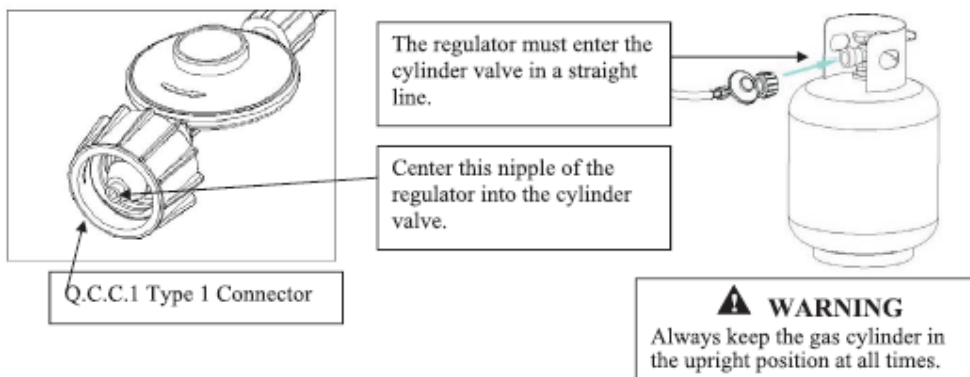 The regulator must enter the
cylinder valve in a straight
line.
Center this nipple of the
regulator into the cylinder
valve.
Q.C.C.1 Type 1 Connector
WARNING
Always keep the gas cylinder in
the upright position at all times.